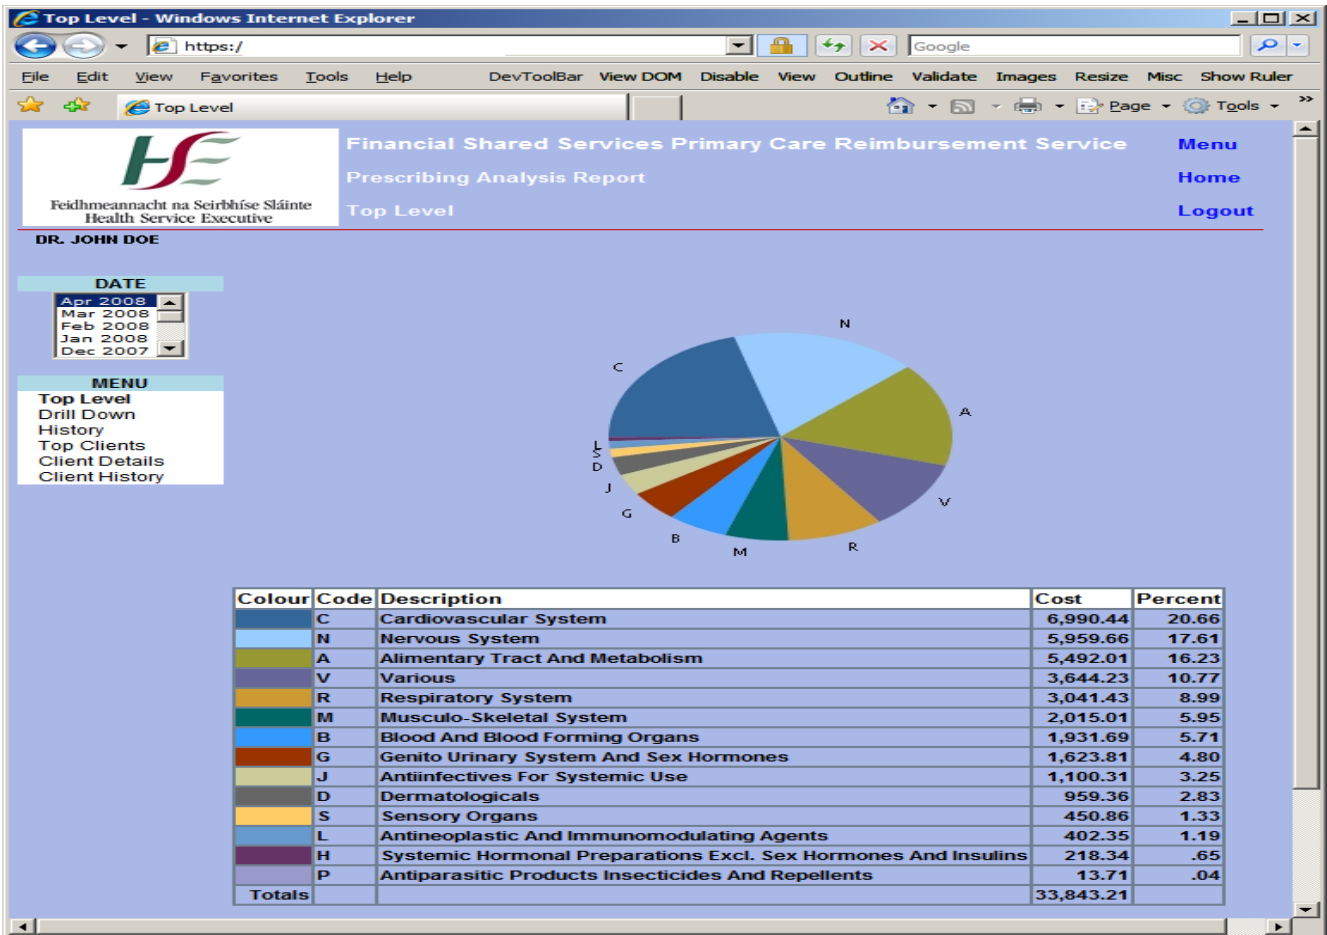 Top Level - Windows Internet Explorer
https:/
Google
File Edit View Favorites Tools Help DevToolBar View DOM Disable View Outline Validate Images Resize Misc Show Ruler
Top Level
Page Tools »
Financial Shared Services Primary Care Reimbursement Service Menu
Prescribing Analysis Report Home
Top Level Logout
HSE
Feidhmeannacht na Seirbhíse Sláinte
Health Service Executive
DR. JOHN DOE
DATE
Apr 2008
Mar 2008
Feb 2008
Jan 2008
Dec 2007
MENU
Top Level
Drill Down
History
Top Clients
Client Details
Client History
N
C
A
L
S
D
J
V
G
B
R
M
Colour Code Description Cost Percent
C Cardiovascular System 6,990.44 20.66
N Nervous System 5,959.66 17.61
A Alimentary Tract And Metabolism 5,492.01 16.23
V Various 3,644.23 10.77
R Respiratory System 3,041.43 8.99
M Musculo-Skeletal System 2,015.01 5.95
B Blood And Blood Forming Organs 1,931.69 5.71
G Genito Urinary System And Sex Hormones 1,623.81 4.80
J Antiinfectives For Systemic Use 1,100.31 3.25
D Dermatologicals 959.36 2.83
S Sensory Organs 450.86 1.33
L Antineoplastic And Immunomodulating Agents 402.35 1.19
H Systemic Hormonal Preparations Excl. Sex Hormones And Insulins 218.34 .65
P Antiparasitic Products Insecticides And Repellents 13.71 .04
Totals 33,843.21